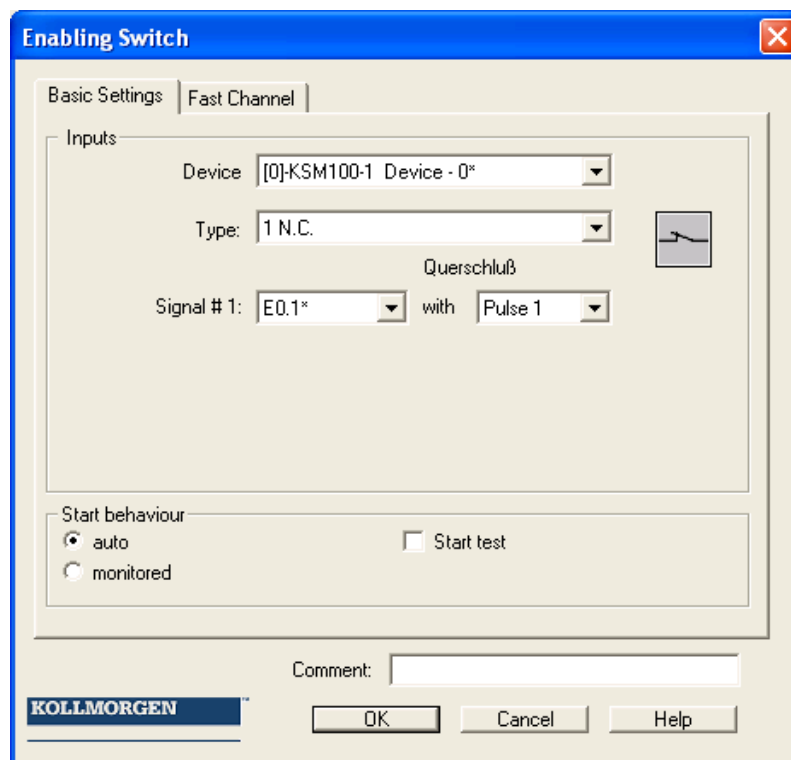 Enabling Switch
Basic Settings
Fast Channel
Inputs
Device [0]-KSM100-1 Device - 0*
Type: 1 N.C.
Querschluß
Signal # 1: E0.1* with Pulse 1
Start behaviour
auto
Start test
monitored
Comment:
KOLLMORGEN™
OK Cancel Help